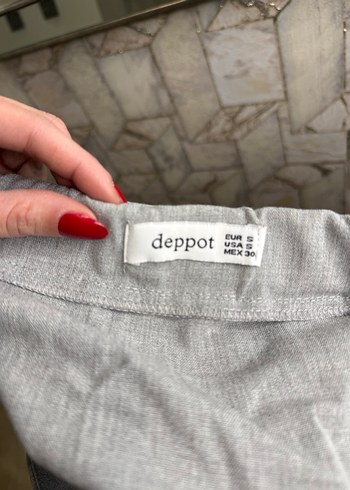 deppot
EUR S
USA S
MEX 30